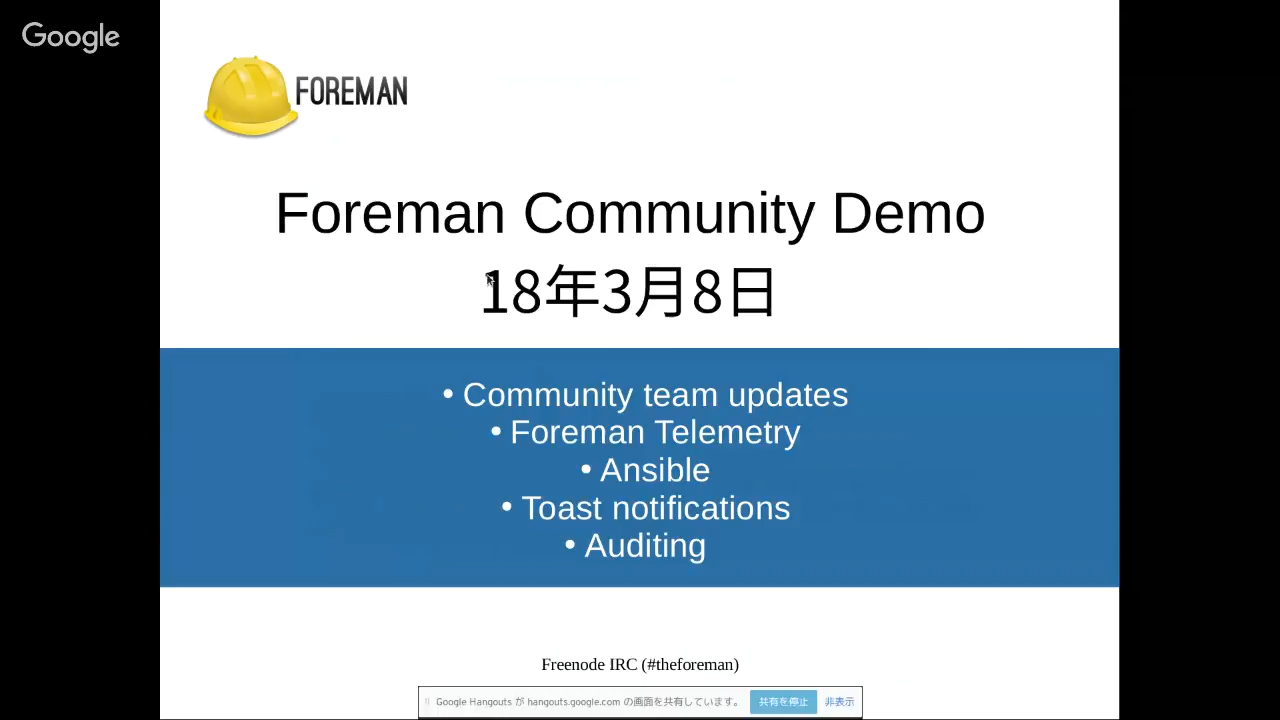 Google
FOREMAN
Foreman Community Demo
18年3月8日
• Community team updates
• Foreman Telemetry
• Ansible
• Toast notifications
• Auditing
Freenode IRC (#theforeman)
Google Hangouts が hangouts.google.com の画面を共有しています。 共有を停止 非表示